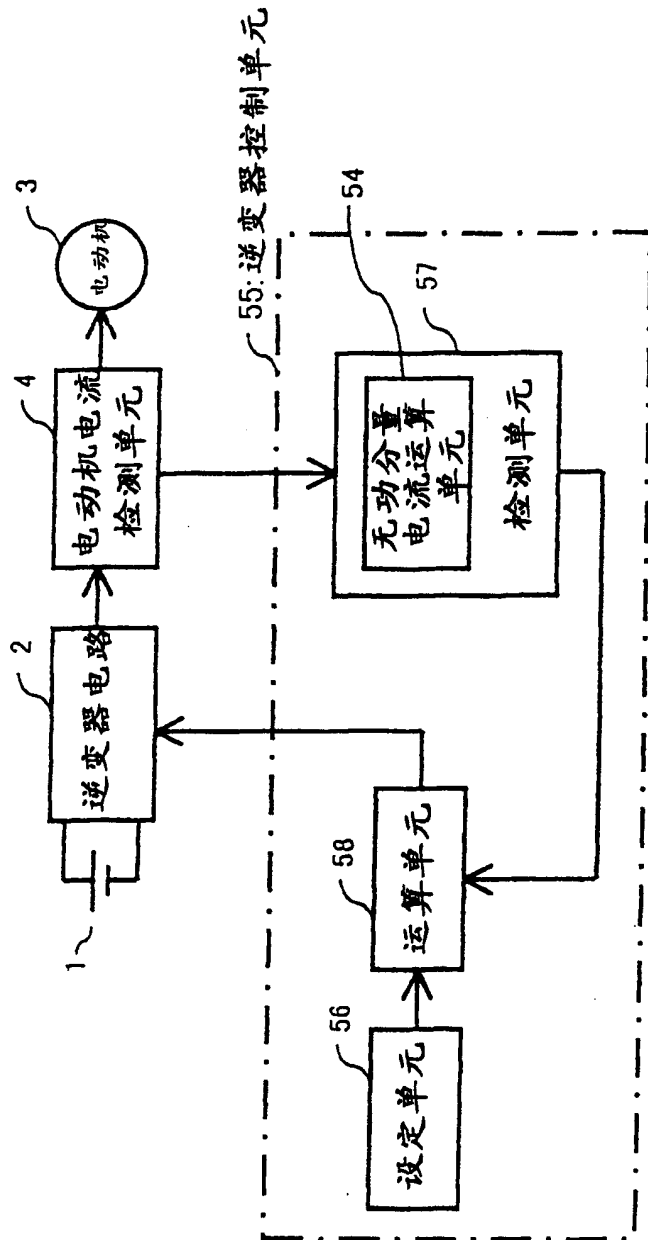 1
2
逆变器电路
4
电动机电流
检测单元
3
电动机
55:逆变器控制单元
56
设定单元
58
运算单元
54
无功分量
电流运算
单元
57
检测单元